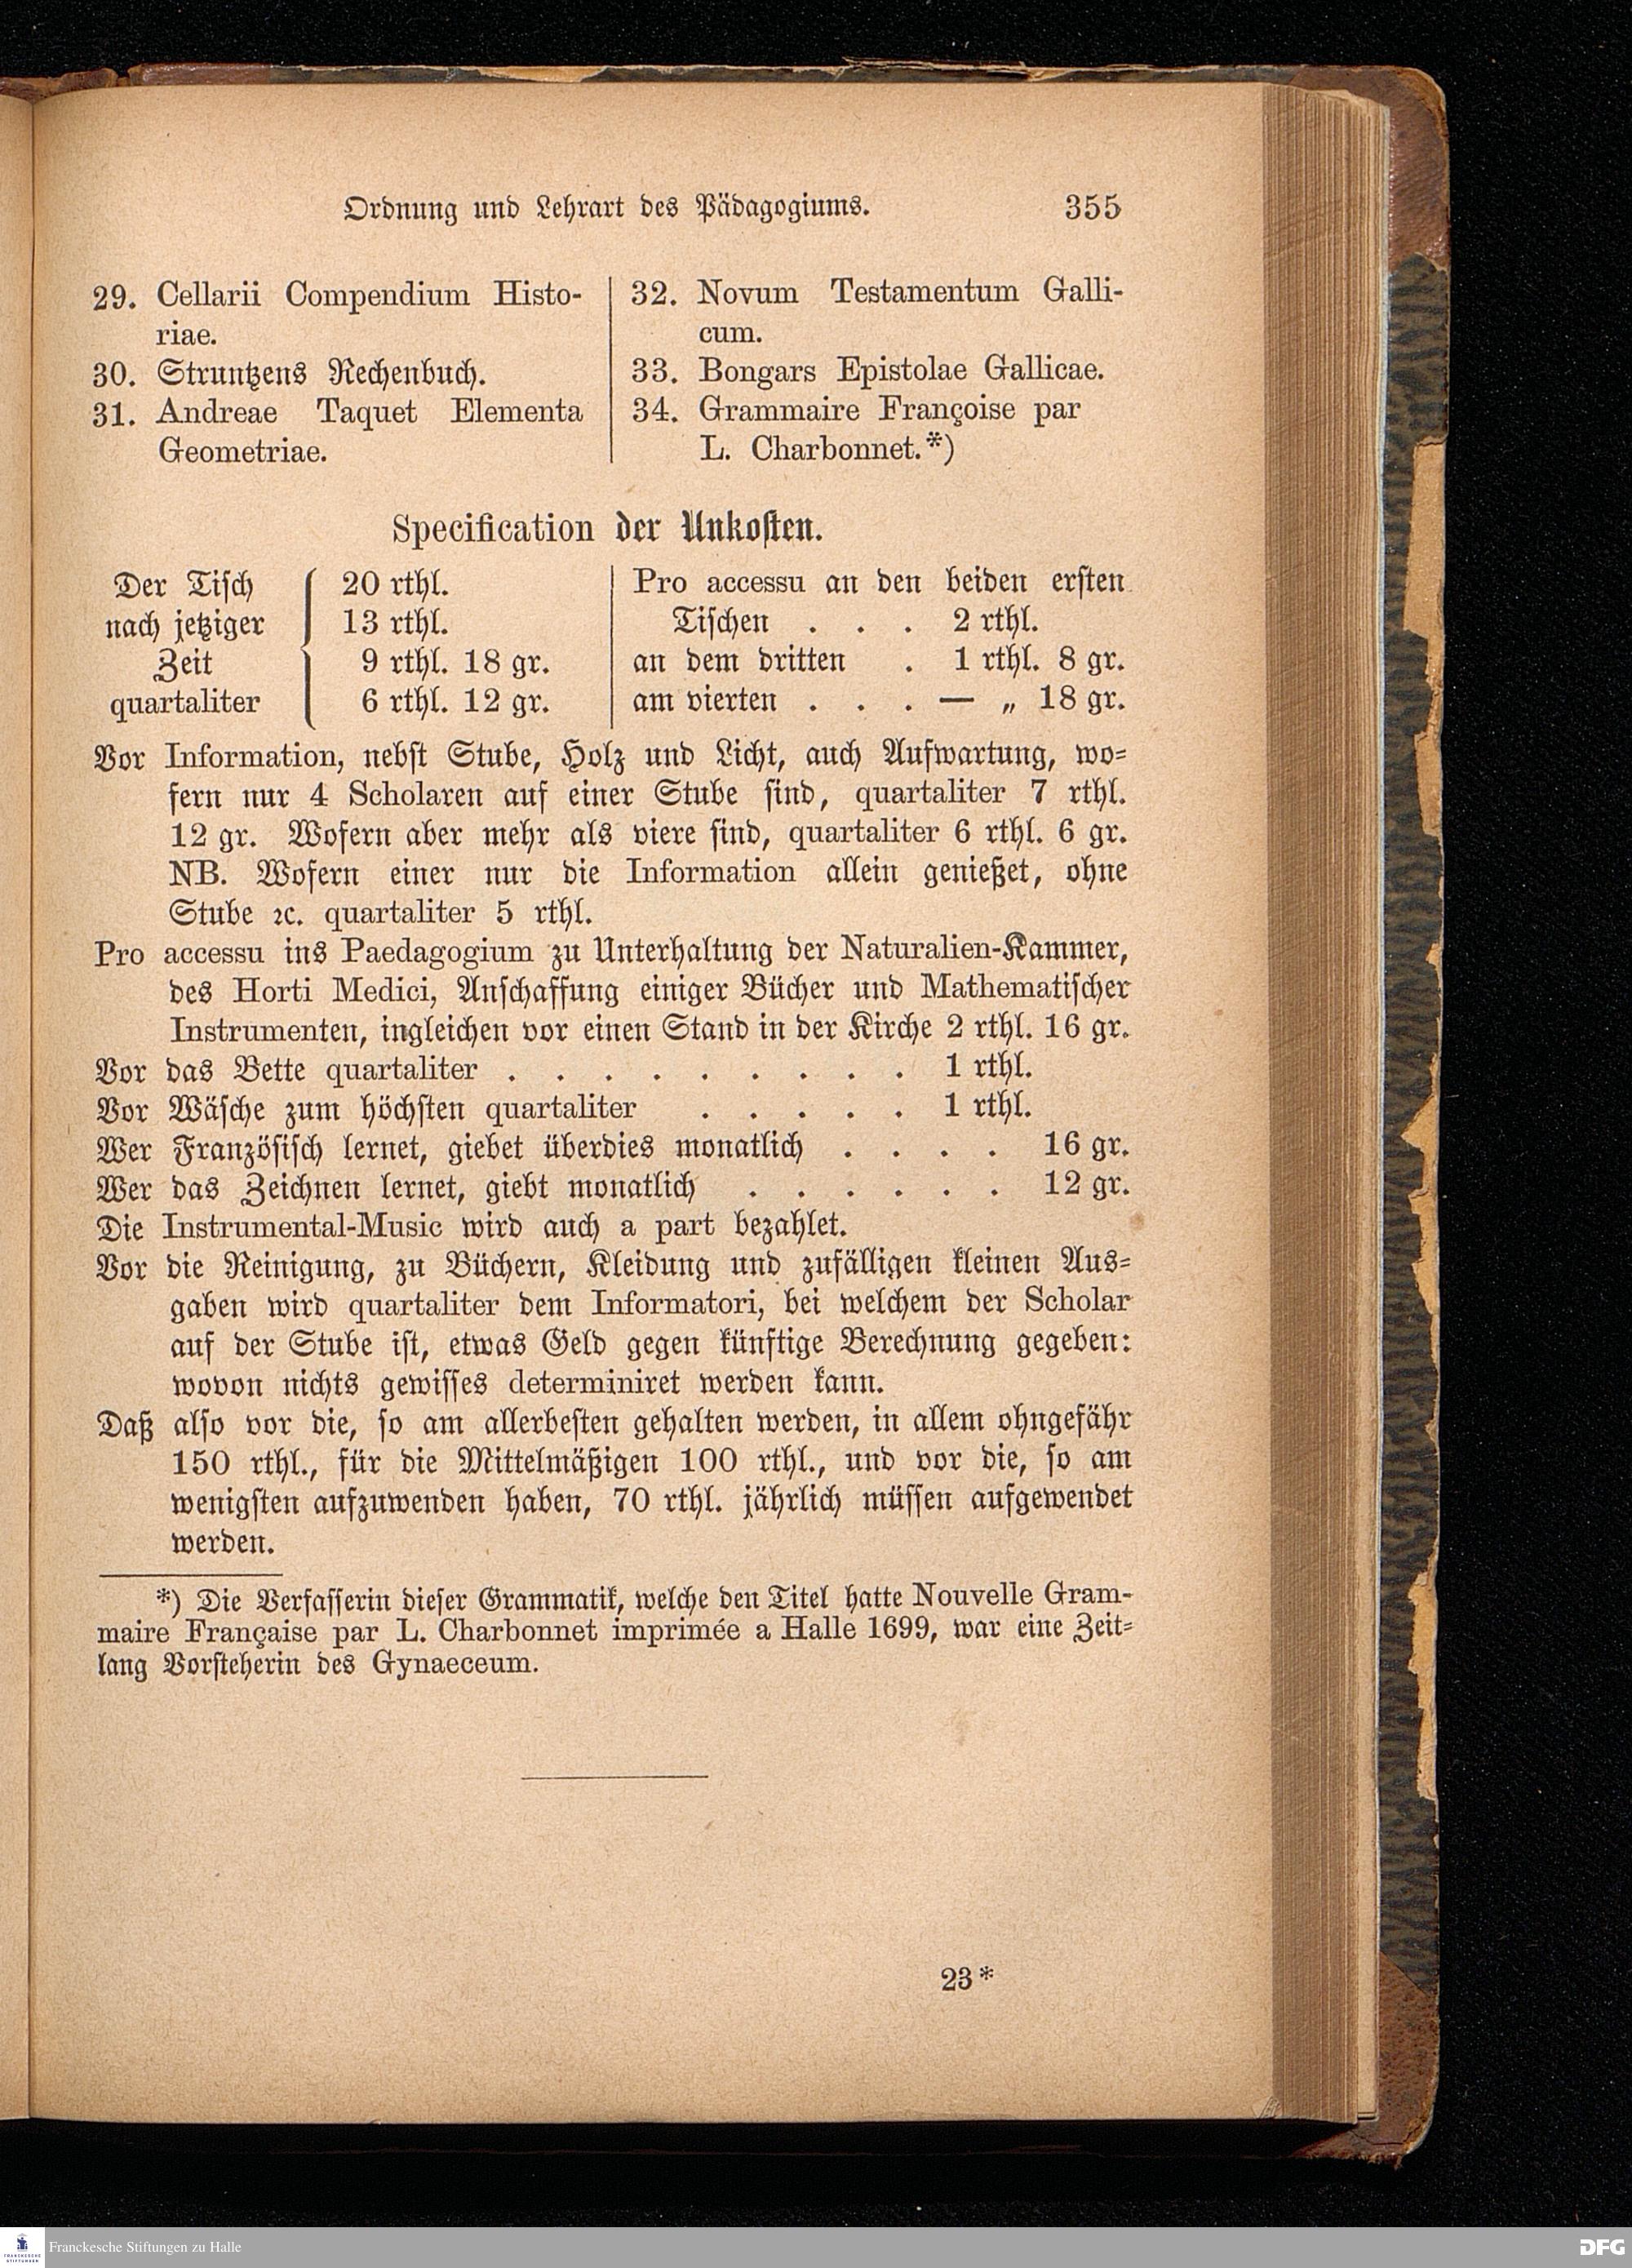 Ordnung und Lehrart des Pädagogiums. 355
29. Cellarii Compendium Histo-
riae.
30. Struntzens Rechenbuch.
31. Andreae Taquet Elementa
Geometriae.
32. Novum Testamentum Galli-
cum.
33. Bongars Epistolae Gallicae.
34. Grammaire Françoise par
L. Charbonnet.*)
Specification der Unkosten.
Der Tisch
nach jetziger
Zeit
quartaliter
20 rthl.
13 rthl.
9 rthl. 18 gr.
6 rthl. 12 gr.
Pro accessu an den beiden ersten
Tischen . . . 2 rthl.
an dem dritten . 1 rthl. 8 gr.
am vierten . . . — „ 18 gr.
Vor Information, nebst Stube, Holz und Licht, auch Aufwartung, wo-
fern nur 4 Scholaren auf einer Stube sind, quartaliter 7 rthl.
12 gr. Wofern aber mehr als viere sind, quartaliter 6 rthl. 6 gr.
NB. Wofern einer nur die Information allein genießet, ohne
Stube ꝛc. quartaliter 5 rthl.
Pro accessu ins Paedagogium zu Unterhaltung der Naturalien-Kammer,
des Horti Medici, Anschaffung einiger Bücher und Mathematischer
Instrumenten, ingleichen vor einen Stand in der Kirche 2 rthl. 16 gr.
Vor das Bette quartaliter . . . . . . . . . 1 rthl.
Vor Wäsche zum höchsten quartaliter . . . . . 1 rthl.
Wer Französisch lernet, giebet überdies monatlich . . . . 16 gr.
Wer das Zeichnen lernet, giebt monatlich . . . . . . 12 gr.
Die Instrumental-Music wird auch a part bezahlet.
Vor die Reinigung, zu Büchern, Kleidung und zufälligen kleinen Aus-
gaben wird quartaliter dem Informatori, bei welchem der Scholar
auf der Stube ist, etwas Geld gegen künftige Berechnung gegeben:
wovon nichts gewisses determiniret werden kann.
Daß also vor die, so am allerbesten gehalten werden, in allem ohngefähr
150 rthl., für die Mittelmäßigen 100 rthl., und vor die, so am
wenigsten aufzuwenden haben, 70 rthl. jährlich müssen aufgewendet
werden.
*) Die Verfasserin dieser Grammatik, welche den Titel hatte Nouvelle Gram-
maire Française par L. Charbonnet imprimée a Halle 1699, war eine Zeit-
lang Vorsteherin des Gynaeceum.
23*
FRANCKESCHE
STIFTUNGEN
Franckesche Stiftungen zu Halle
DFG